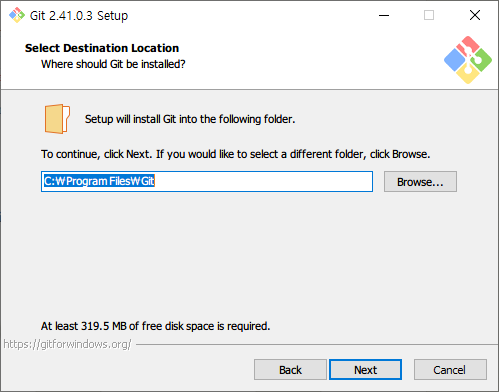 Git 2.41.0.3 Setup
Select Destination Location
Where should Git be installed?
Setup will install Git into the following folder.
To continue, click Next. If you would like to select a different folder, click Browse.
C:₩Program Files₩Git
Browse...
At least 319.5 MB of free disk space is required.
https://gitforwindows.org/
Back
Next
Cancel